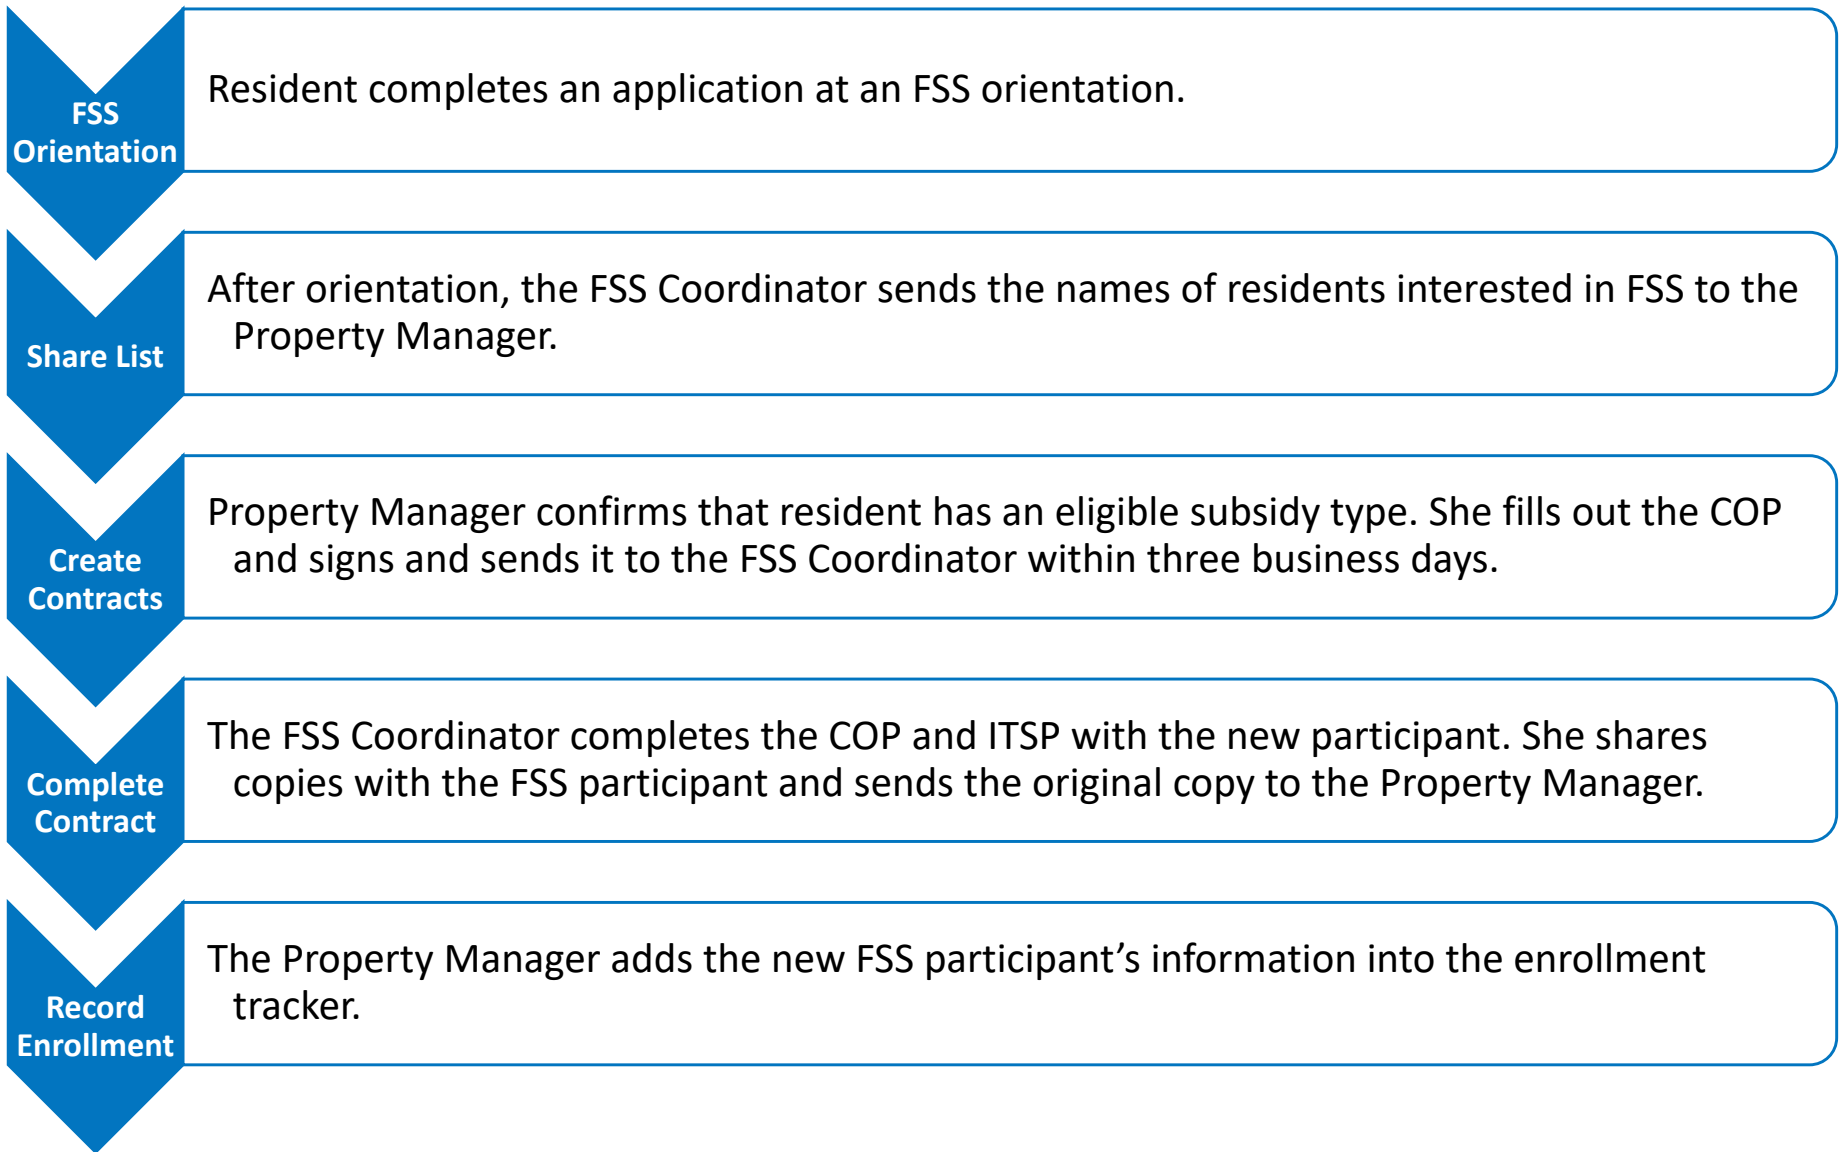 FSS
Orientation
Resident completes an application at an FSS orientation.
Share List
After orientation, the FSS Coordinator sends the names of residents interested in FSS to the
Property Manager.
Create
Contracts
Property Manager confirms that resident has an eligible subsidy type. She fills out the COP
and signs and sends it to the FSS Coordinator within three business days.
Complete
Contract
The FSS Coordinator completes the COP and ITSP with the new participant. She shares
copies with the FSS participant and sends the original copy to the Property Manager.
Record
Enrollment
The Property Manager adds the new FSS participant’s information into the enrollment
tracker.